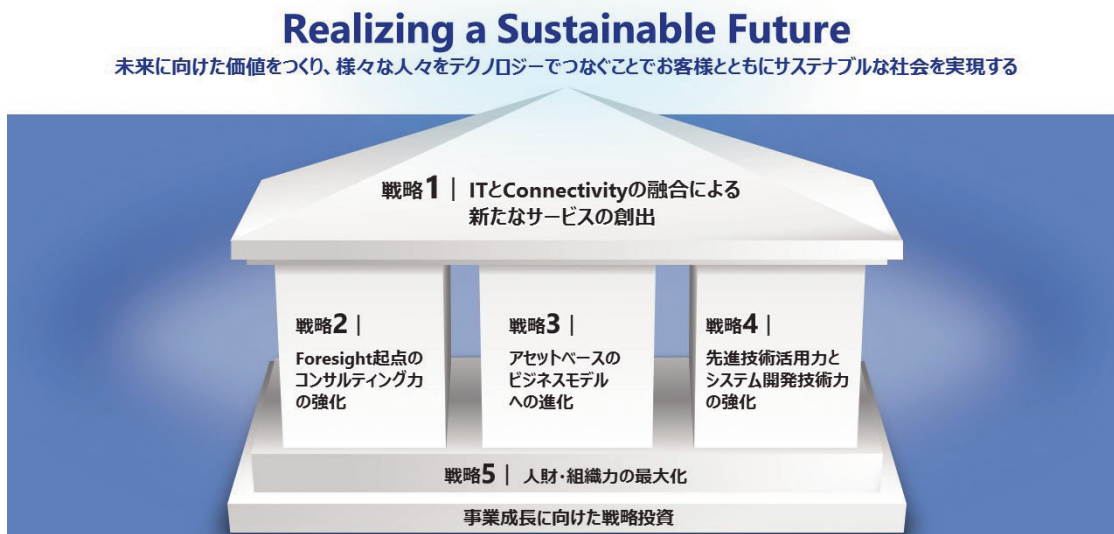 Realizing a Sustainable Future
未来に向けた価値をつくり、様々な人々をテクノロジーでつなぐことでお客様とともにサステナブルな社会を実現する
戦略1｜ITとConnectivityの融合による
新たなサービスの創出
戦略2｜
Foresight起点の
コンサルティング力
の強化
戦略3｜
アセットベースの
ビジネスモデル
への進化
戦略4｜
先進技術活用力と
システム開発技術力
の強化
戦略5｜人財・組織力の最大化
事業成長に向けた戦略投資